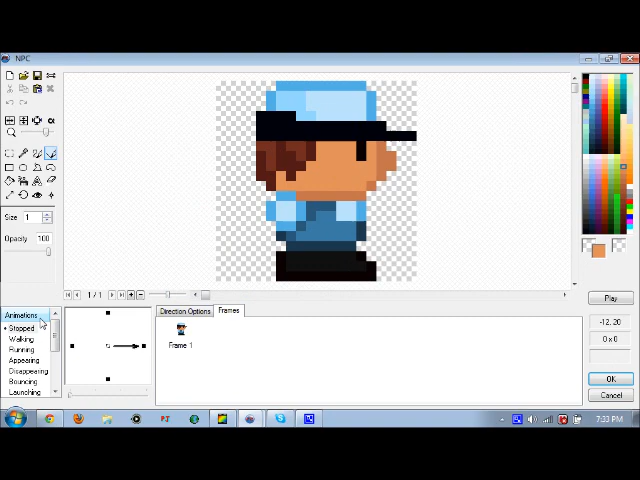 NPC
Size 1
Opacity 100
1 / 1
Animations
Stopped
Walking
Running
Appearing
Disappearing
Bouncing
Launching
Direction Options
Frames
Frame 1
Play
-12, 20
0 x 0
OK
Cancel
7:33 PM